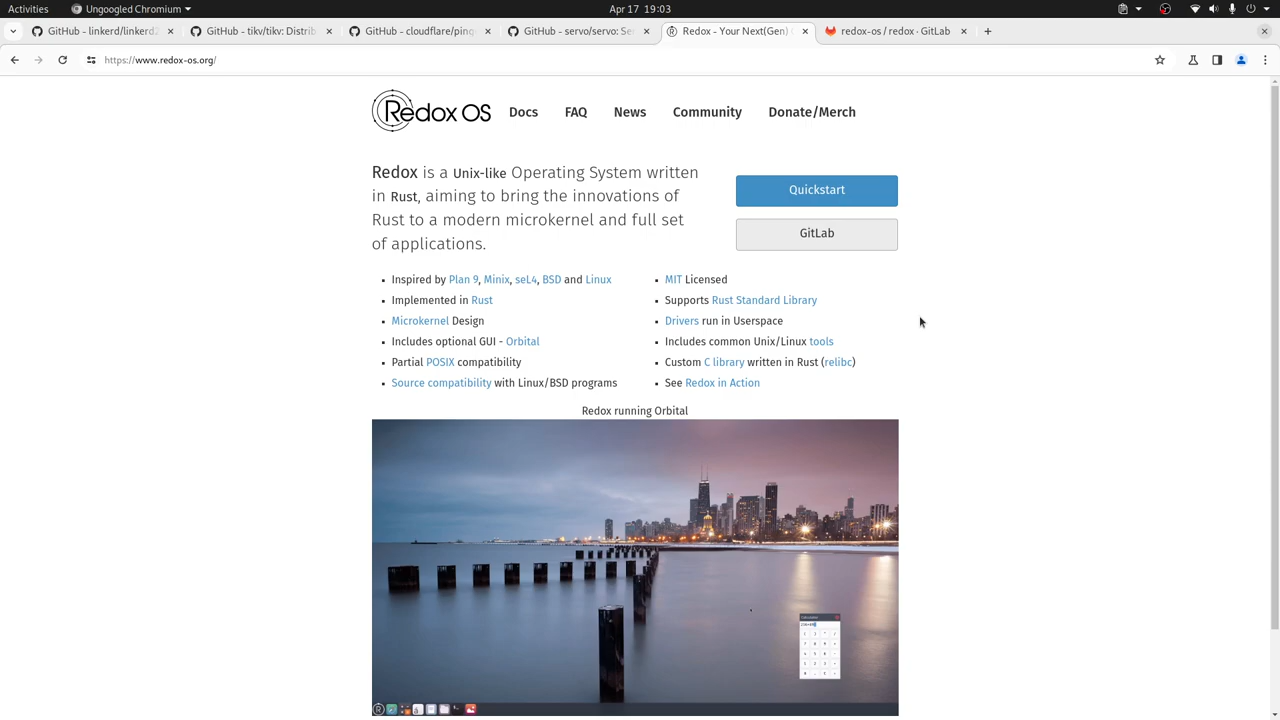 Activities
Ungoogled Chromium
Apr 17 19:03
GitHub - linkerd/linkerd2
GitHub - tikv/tikv: Distrib
GitHub - cloudflare/ping
GitHub - servo/servo: Se
Redox - Your Next(Gen) O
redox-os / redox · GitLab
https://www.redox-os.org/
Redox OS
Docs
FAQ
News
Community
Donate/Merch
Redox is a Unix-like Operating System written
in Rust, aiming to bring the innovations of
Rust to a modern microkernel and full set
of applications.
Quickstart
GitLab
Inspired by Plan 9, Minix, seL4, BSD and Linux
Implemented in Rust
Microkernel Design
Includes optional GUI - Orbital
Partial POSIX compatibility
Source compatibility with Linux/BSD programs
MIT Licensed
Supports Rust Standard Library
Drivers run in Userspace
Includes common Unix/Linux tools
Custom C library written in Rust (relibc)
See Redox in Action
Redox running Orbital
Calculator